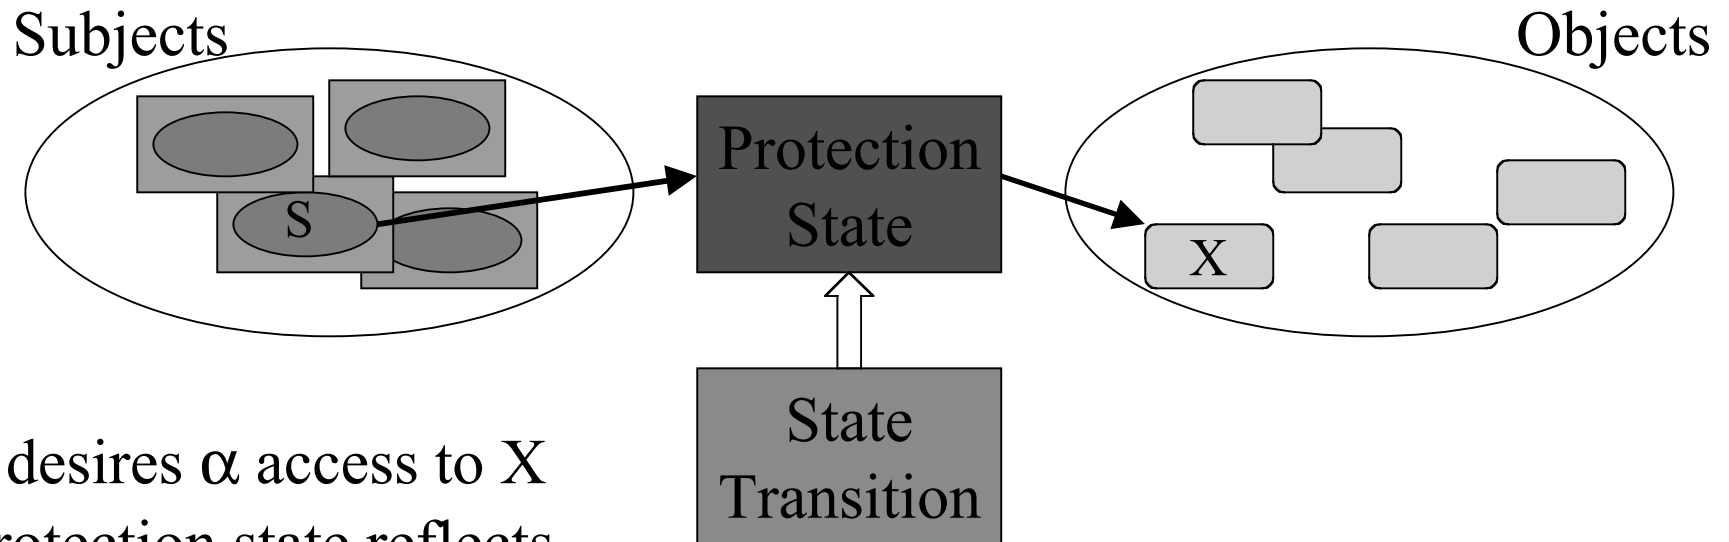 Subjects
Objects
Protection
State
S
X
State
Transition
desires α access to X
rotection state reflects